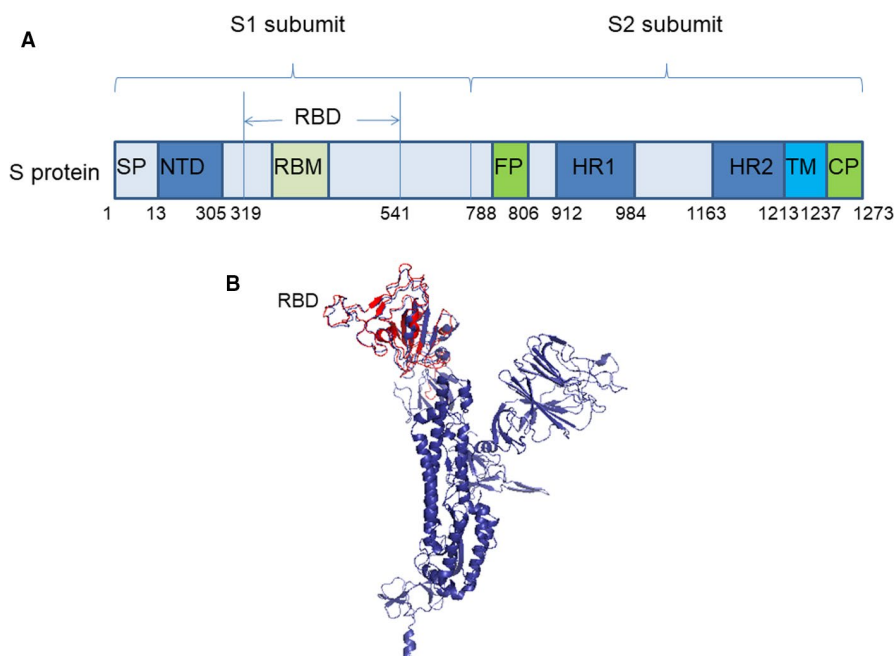 A
S1 subumit
S2 subumit
RBD
S protein
SP NTD RBM FP HR1 HR2 TM CP
1 13 305 319 541 788 806 912 984 1163 1213 1237 1273
B
RBD